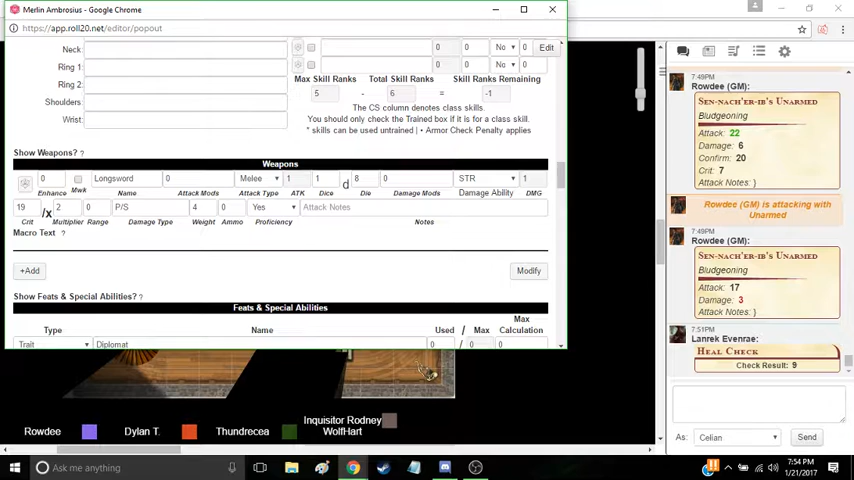 Merlin Ambrosius - Google Chrome
https://app.roll20.net/editor/popout
Neck:
0 0 No 0 Edit
Ring 1:
0 0 No 0
Ring 2:
Max Skill Ranks Total Skill Ranks Skill Ranks Remaining
Shoulders:
5 - 6 = -1
Wrist:
The CS column denotes class skills.
You should only check the Trained box if it is for a class skill.
* skills can be used untrained | • Armor Check Penalty applies
Show Weapons? ?
Weapons
0 Longsword 0 Melee 1 1 d 8 0 STR 1
Enhance Mwk Name Attack Mods Attack Type ATK Dice Die Damage Mods Damage Ability DMG
19 /x 2 0 P/S 4 0 Yes Attack Notes
Crit Multiplier Range Damage Type Weight Ammo Proficiency Notes
Macro Text ?
+Add Modify
Show Feats & Special Abilities? ?
Feats & Special Abilities
Type Name Used / Max Max Calculation
Trait Diplomat 0 / 0 0
Rowdee
Dylan T.
Thundrecea
Inquisitor Rodney
WolfHart
7:49PM
Rowdee (GM):
Sen-nach'er-ib's Unarmed
Bludgeoning
Attack: 22
Damage: 6
Confirm: 20
Crit: 7
Attack Notes: )
Rowdee (GM) is attacking with
Unarmed
7:49PM
Rowdee (GM):
Sen-nach'er-ib's Unarmed
Bludgeoning
Attack: 17
Damage: 3
Attack Notes: )
7:51PM
Lanrek Evenrae:
Heal Check
Check Result: 9
As: Celian Send
Ask me anything
7:54 PM
1/21/2017